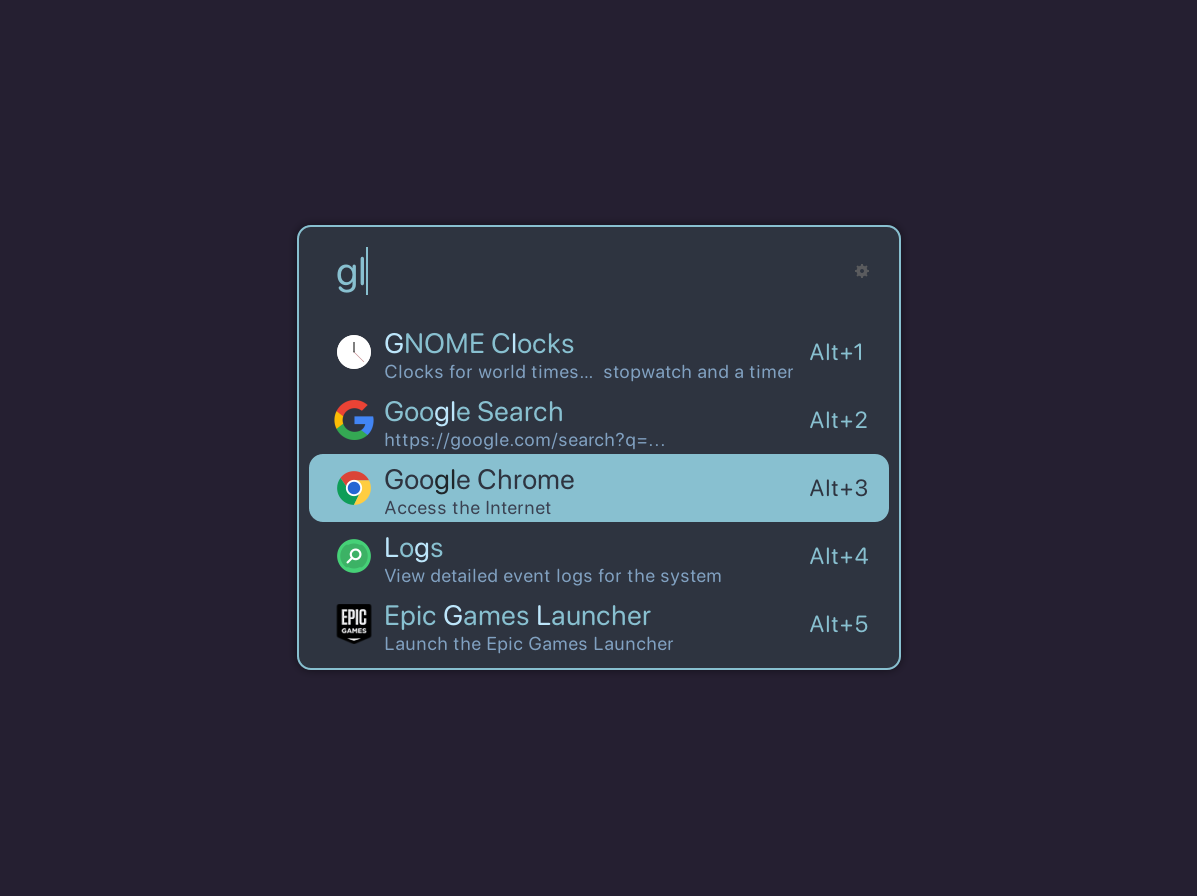 gl
GNOME Clocks
Clocks for world times... stopwatch and a timer
Alt+1
Google Search
https://google.com/search?q=...
Alt+2
Google Chrome
Access the Internet
Alt+3
Logs
View detailed event logs for the system
Alt+4
EPIC
GAMES
Epic Games Launcher
Launch the Epic Games Launcher
Alt+5